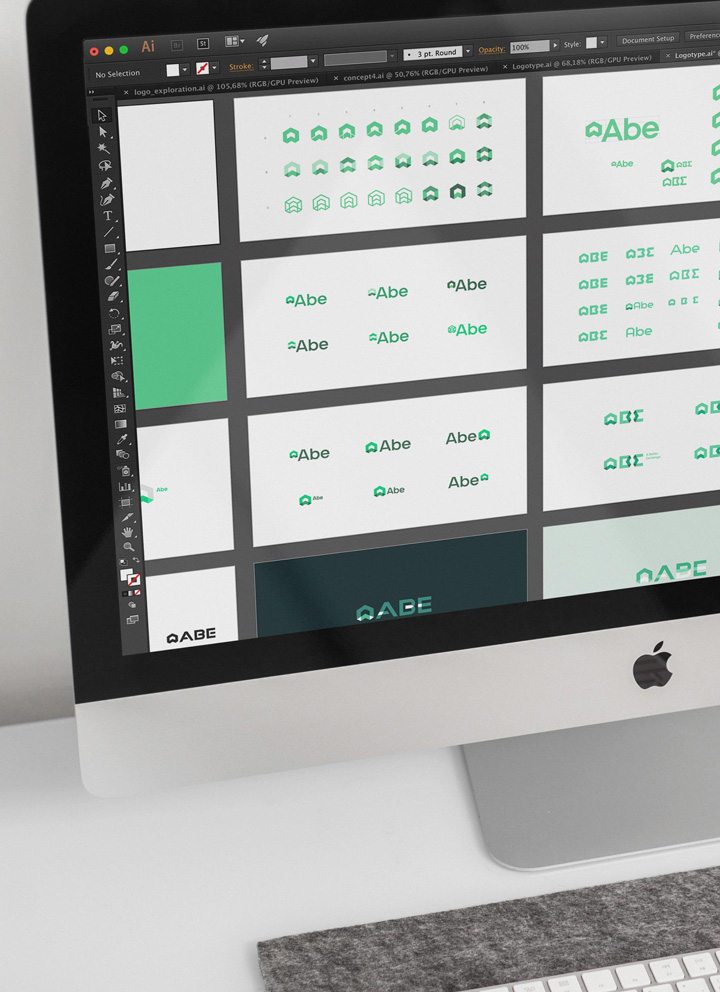 Ai Br St
3 pt. Round Opacity: 100% Style: Document Setup
No Selection Stroke:
× logo_exploration.ai @ 105,68% (RGB/GPU Preview) × concept4.ai @ 50,76% (RGB/GPU Preview) × Logotype.ai @ 68,18% (RGB/GPU Preview) × Logotype.ai*
T
Abe
Abe ABE
ABE
ABE ABE Abe
ABE ABE ABE
ABE Abe ABE
ABE Abe
Abe Abe Abe
Abe Abe Abe
ABE
ABE
Abe Abe Abe
Abe Abe Abe
Abe
ABE
ABE
ABE